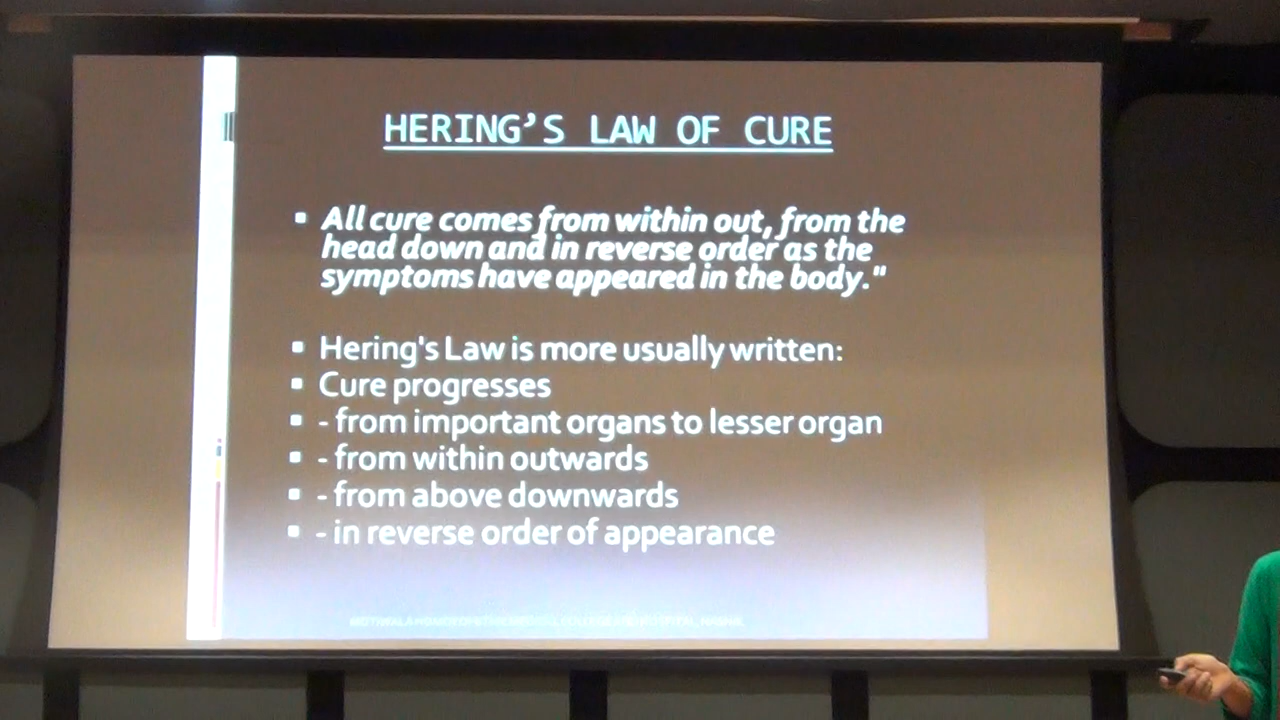 HERING’S LAW OF CURE
▪ All cure comes from within out, from the
head down and in reverse order as the
symptoms have appeared in the body."
▪ Hering's Law is more usually written:
▪ Cure progresses
▪ - from important organs to lesser organ
▪ - from within outwards
▪ - from above downwards
▪ - in reverse order of appearance